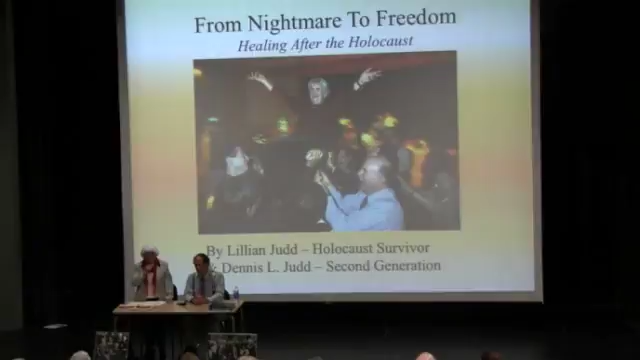 From Nightmare To Freedom
Healing After the Holocaust
By Lillian Judd – Holocaust Survivor
& Dennis L. Judd – Second Generation